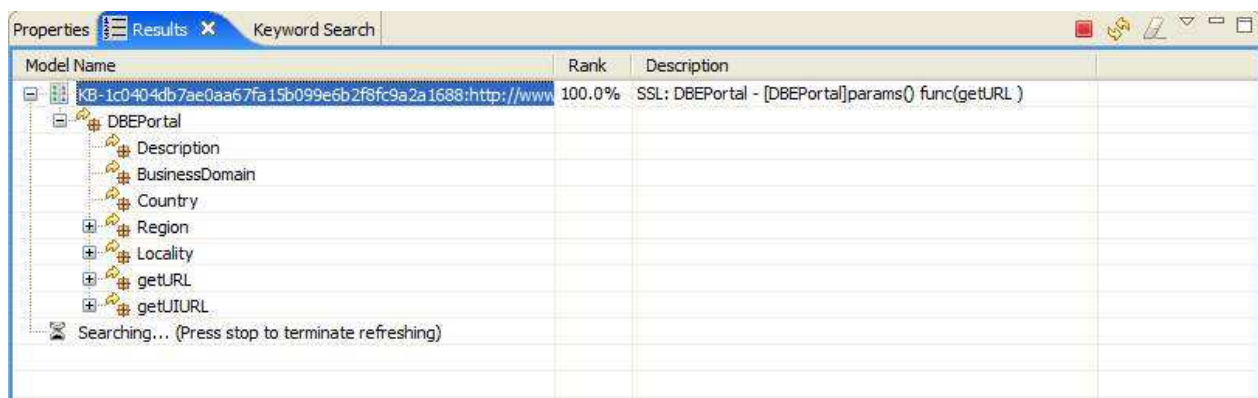 Properties Results Keyword Search
Model Name Rank Description
KB-1c0404db7ae0aa67fa15b099e6b2f8fc9a2a1688:http://www 100.0% SSL: DBEPortal - [DBEPortal]params() func(getURL )
DBEPortal
Description
BusinessDomain
Country
Region
Locality
getURL
getUIURL
Searching... (Press stop to terminate refreshing)